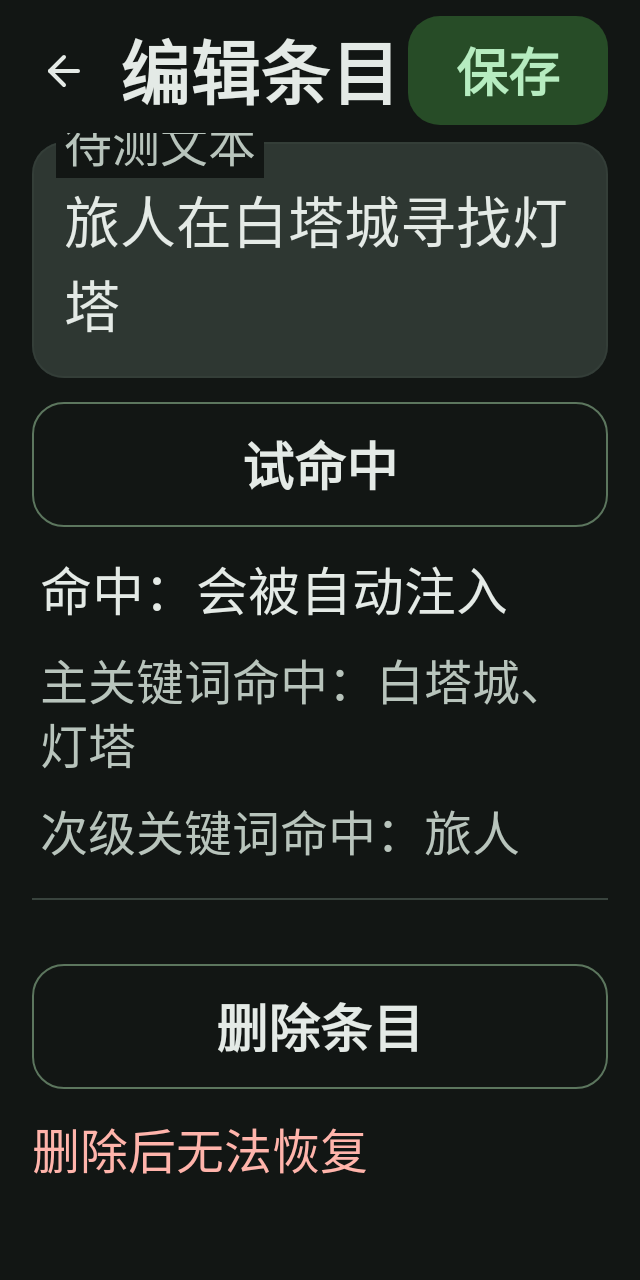 编辑条目
保存
待测文本
旅人在白塔城寻找灯
塔
试命中
命中：会被自动注入
主关键词命中：白塔城、
灯塔
次级关键词命中：旅人
删除条目
删除后无法恢复